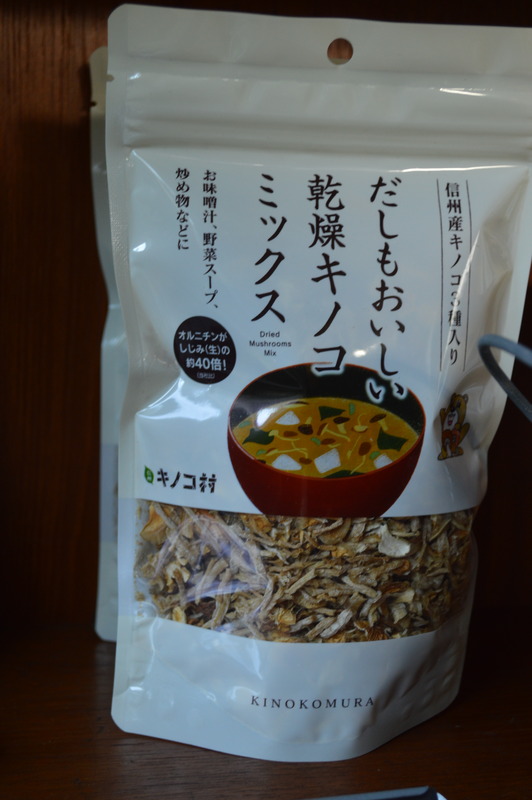 信州産キノコ3種入り
だしもおいしい
乾燥キノコ
ミックス
Dried
Mushrooms
Mix
お味噌汁、野菜スープ、
炒め物などに
オルニチンが
しじみ(生)の
約40倍!
キノコ村
KINOKOMURA